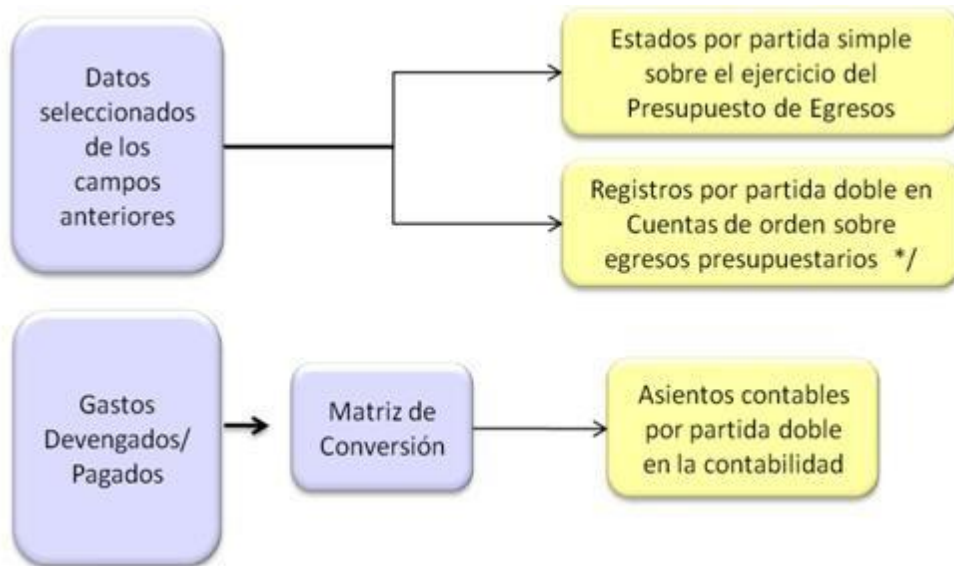 Datos
seleccionados
de los
campos
anteriores
Estados por partida simple
sobre el ejercicio del
Presupuesto de Egresos
Registros por partida doble en
Cuentas de orden sobre
egresos presupuestarios */
Gastos
Devengados/
Pagados
Matriz de
Conversión
Asientos contables
por partida doble
en la contabilidad